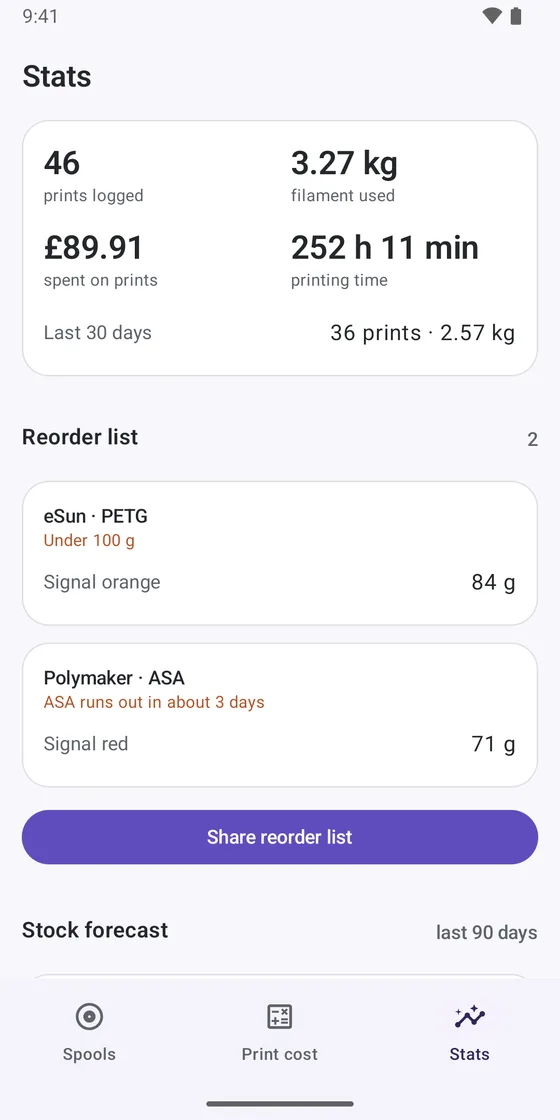 9:41
Stats
46
prints logged
3.27 kg
filament used
£89.91
spent on prints
252 h 11 min
printing time
Last 30 days
36 prints · 2.57 kg
Reorder list
2
eSun · PETG
Under 100 g
Signal orange
84 g
Polymaker · ASA
ASA runs out in about 3 days
Signal red
71 g
Share reorder list
Stock forecast
last 90 days
Spools
Print cost
Stats